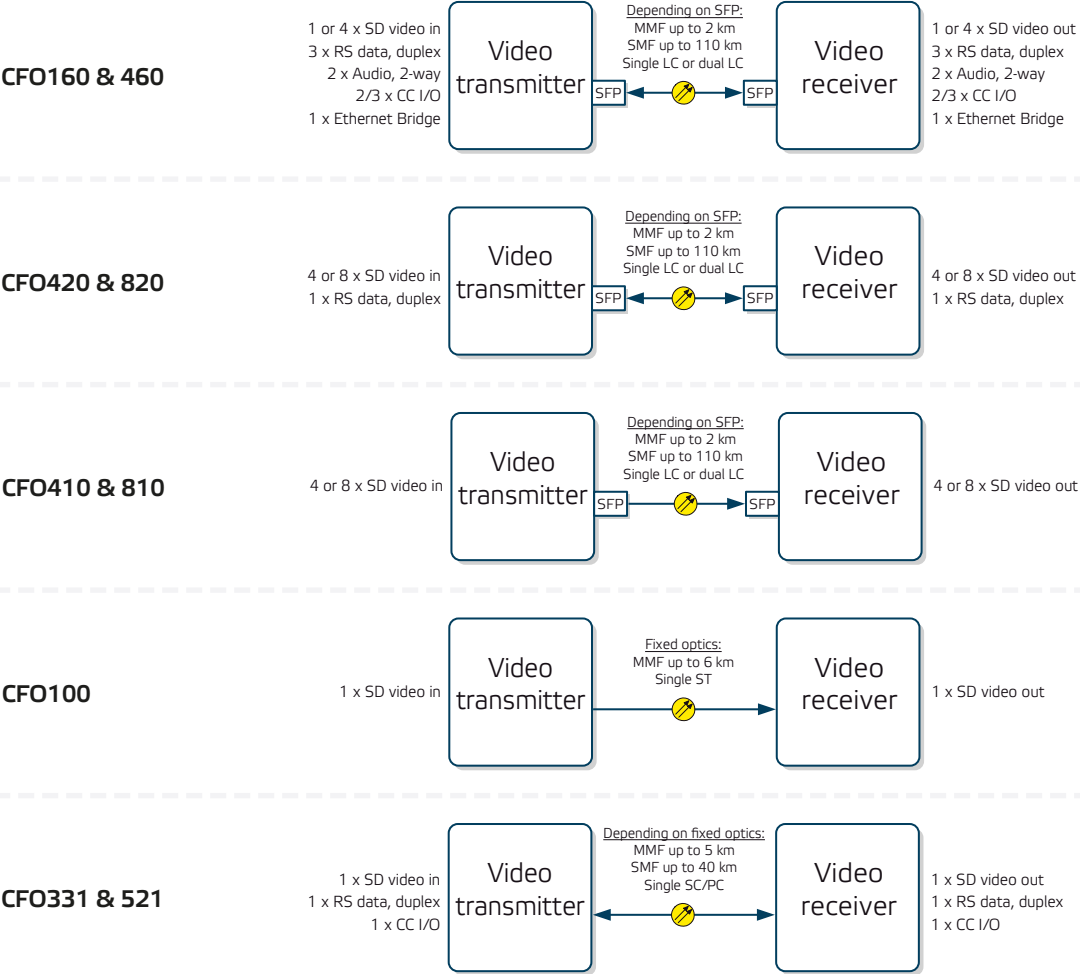 CFO160 & 460
1 or 4 x SD video in
3 x RS data, duplex
2 x Audio, 2-way
2/3 x CC I/O
1 x Ethernet Bridge
Video
transmitter
SFP
Depending on SFP:
MMF up to 2 km
SMF up to 110 km
Single LC or dual LC
SFP
Video
receiver
1 or 4 x SD video out
3 x RS data, duplex
2 x Audio, 2-way
2/3 x CC I/O
1 x Ethernet Bridge
CFO420 & 820
4 or 8 x SD video in
1 x RS data, duplex
Video
transmitter
SFP
Depending on SFP:
MMF up to 2 km
SMF up to 110 km
Single LC or dual LC
SFP
Video
receiver
4 or 8 x SD video out
1 x RS data, duplex
CFO410 & 810
4 or 8 x SD video in
Video
transmitter
SFP
Depending on SFP:
MMF up to 2 km
SMF up to 110 km
Single LC or dual LC
SFP
Video
receiver
4 or 8 x SD video out
CFO100
1 x SD video in
Video
transmitter
Fixed optics:
MMF up to 6 km
Single ST
Video
receiver
1 x SD video out
CFO331 & 521
1 x SD video in
1 x RS data, duplex
1 x CC I/O
Video
transmitter
Depending on fixed optics:
MMF up to 5 km
SMF up to 40 km
Single SC/PC
Video
receiver
1 x SD video out
1 x RS data, duplex
1 x CC I/O